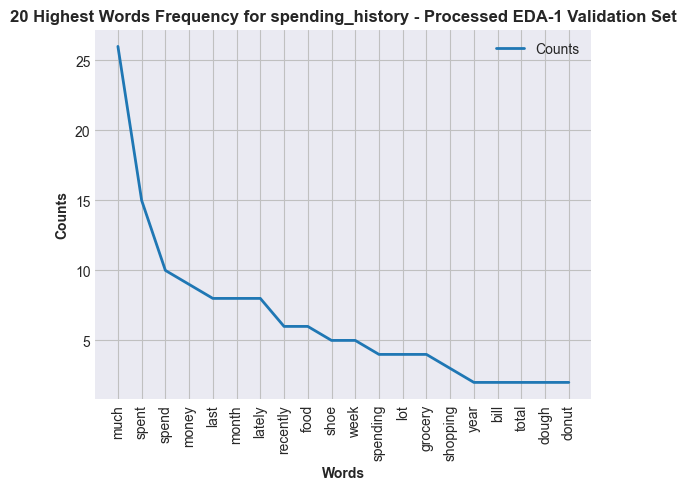 20 Highest Words Frequency for spending_history - Processed EDA-1 Validation Set
Counts
25
20
15
10
5
Counts
much
spent
spend
money
last
month
lately
recently
food
shoe
week
spending
lot
grocery
shopping
year
bill
total
dough
donut
Words